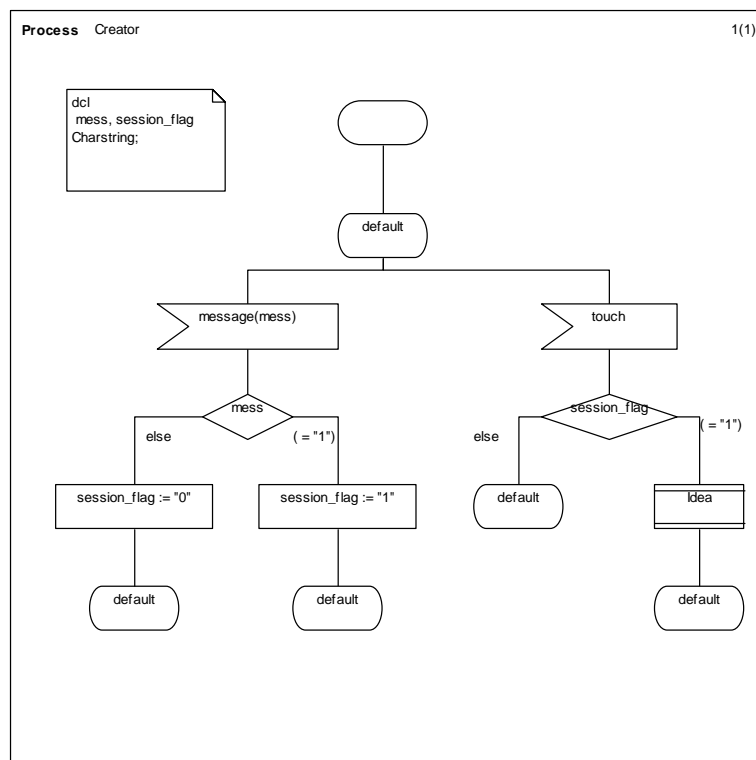 Process Creator 1(1)
dcl
mess, session_flag
Charstring;
default
message(mess) touch
mess session_flag
else ( = "1") else ( = "1")
session_flag := "0" session_flag := "1" default Idea
default default default